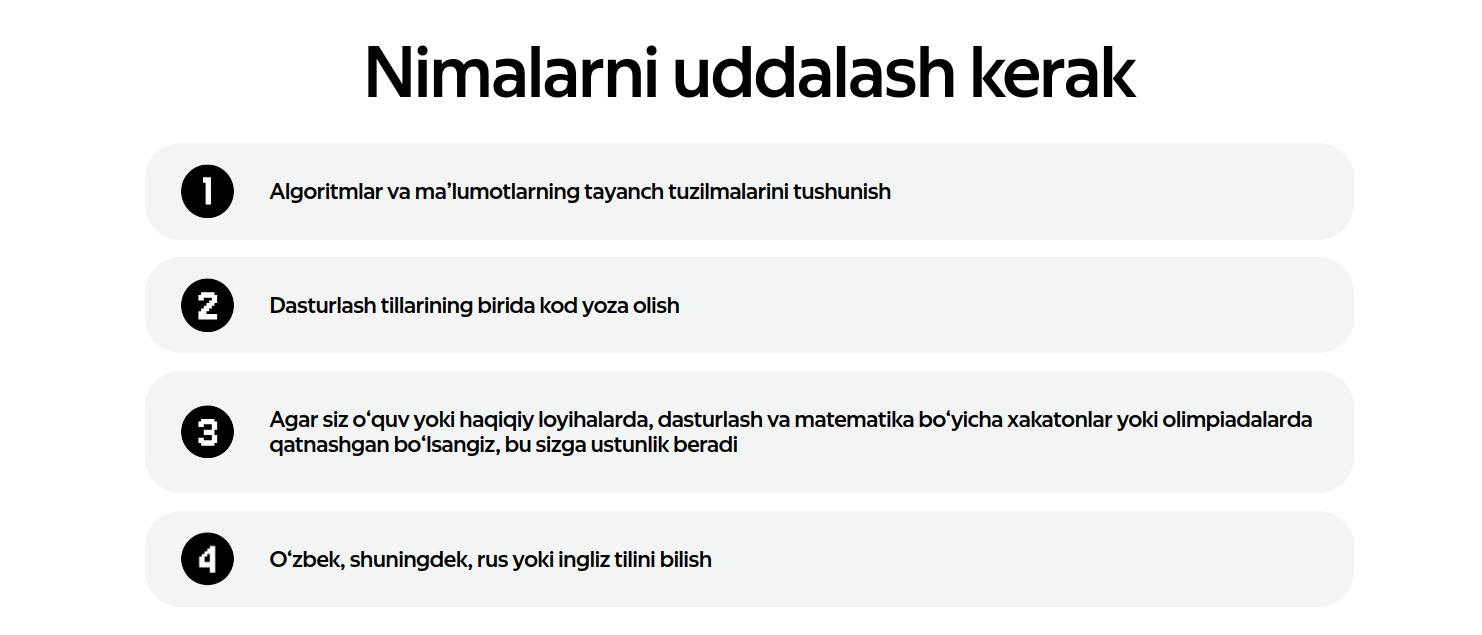 Nimalarni uddalash kerak
1
Algoritmlar va ma’lumotlarning tayanch tuzilmalarini tushunish
2
Dasturlash tillarining birida kod yoza olish
3
Agar siz o‘quv yoki haqiqiy loyihalarda, dasturlash va matematika bo‘yicha xakatonlar yoki olimpiadalarda
qatnashgan bo‘lsangiz, bu sizga ustunlik beradi
4
O‘zbek, shuningdek, rus yoki ingliz tilini bilish